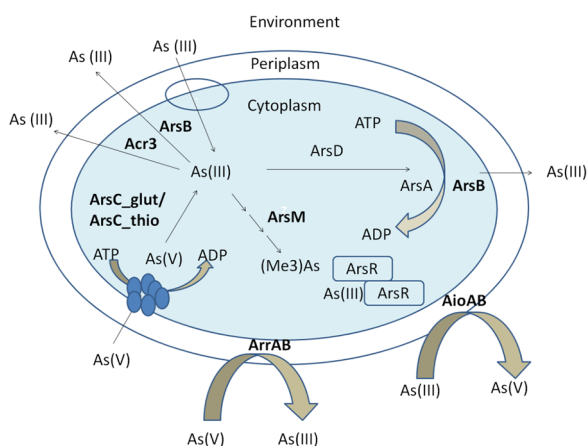 Environment
As (III)
As (III)
Periplasm
Cytoplasm
As (III)
ArsB
Acr3
ATP
ArsD
As(III)
ArsA
ArsB
As(III)
ArsC_glut/
ArsC_thio
ArsM
ADP
ATP
As(V)
ADP
(Me3)As
ArsR
As(III)
ArsR
AioAB
As(V)
ArrAB
As(III)
As(V)
As(V)
As(III)